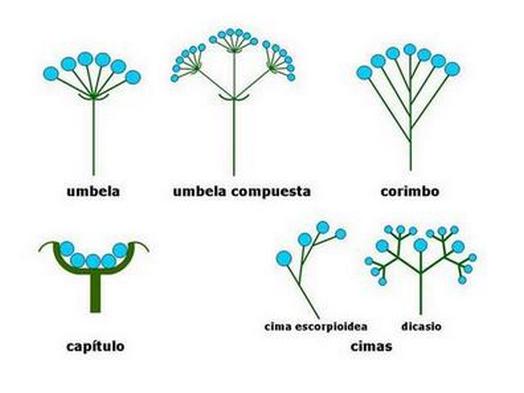 umbela
umbela compuesta
corimbo
capítulo
cima escorpioidea
dicasio
cimas